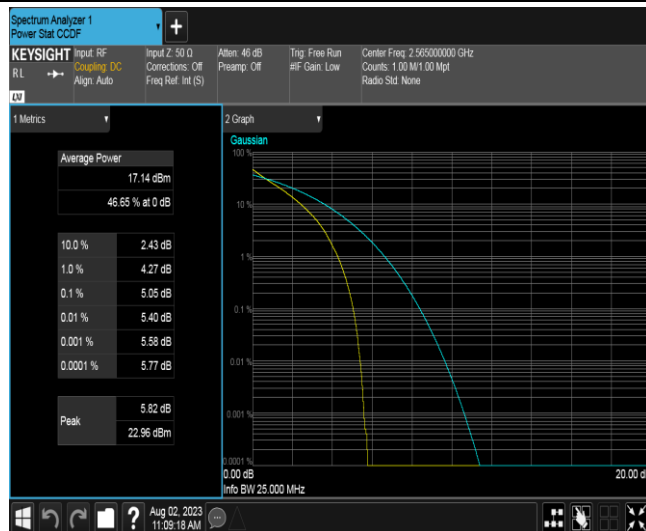 Spectrum Analyzer 1
Power Stat CCDF
KEYSIGHT
RL
Input: RF
Coupling: DC
Align: Auto
Input Z: 50 Ω
Corrections: Off
Freq Ref: Int (S)
Atten: 46 dB
Preamp: Off
Trig: Free Run
#IF Gain: Low
Center Freq: 2.565000000 GHz
Counts: 1.00 M/1.00 Mpt
Radio Std: None
1 Metrics
Average Power
17.14 dBm
46.65 % at 0 dB
10.0 % 2.43 dB
1.0 % 4.27 dB
0.1 % 5.05 dB
0.01 % 5.40 dB
0.001 % 5.58 dB
0.0001 % 5.77 dB
Peak
5.82 dB
22.96 dBm
2 Graph
Gaussian
100 %
10 %
1 %
0.1 %
0.01 %
0.001 %
0.0001 %
0.00 dB
20.00 d
Info BW 25.000 MHz
Aug 02, 2023
11:09:18 AM